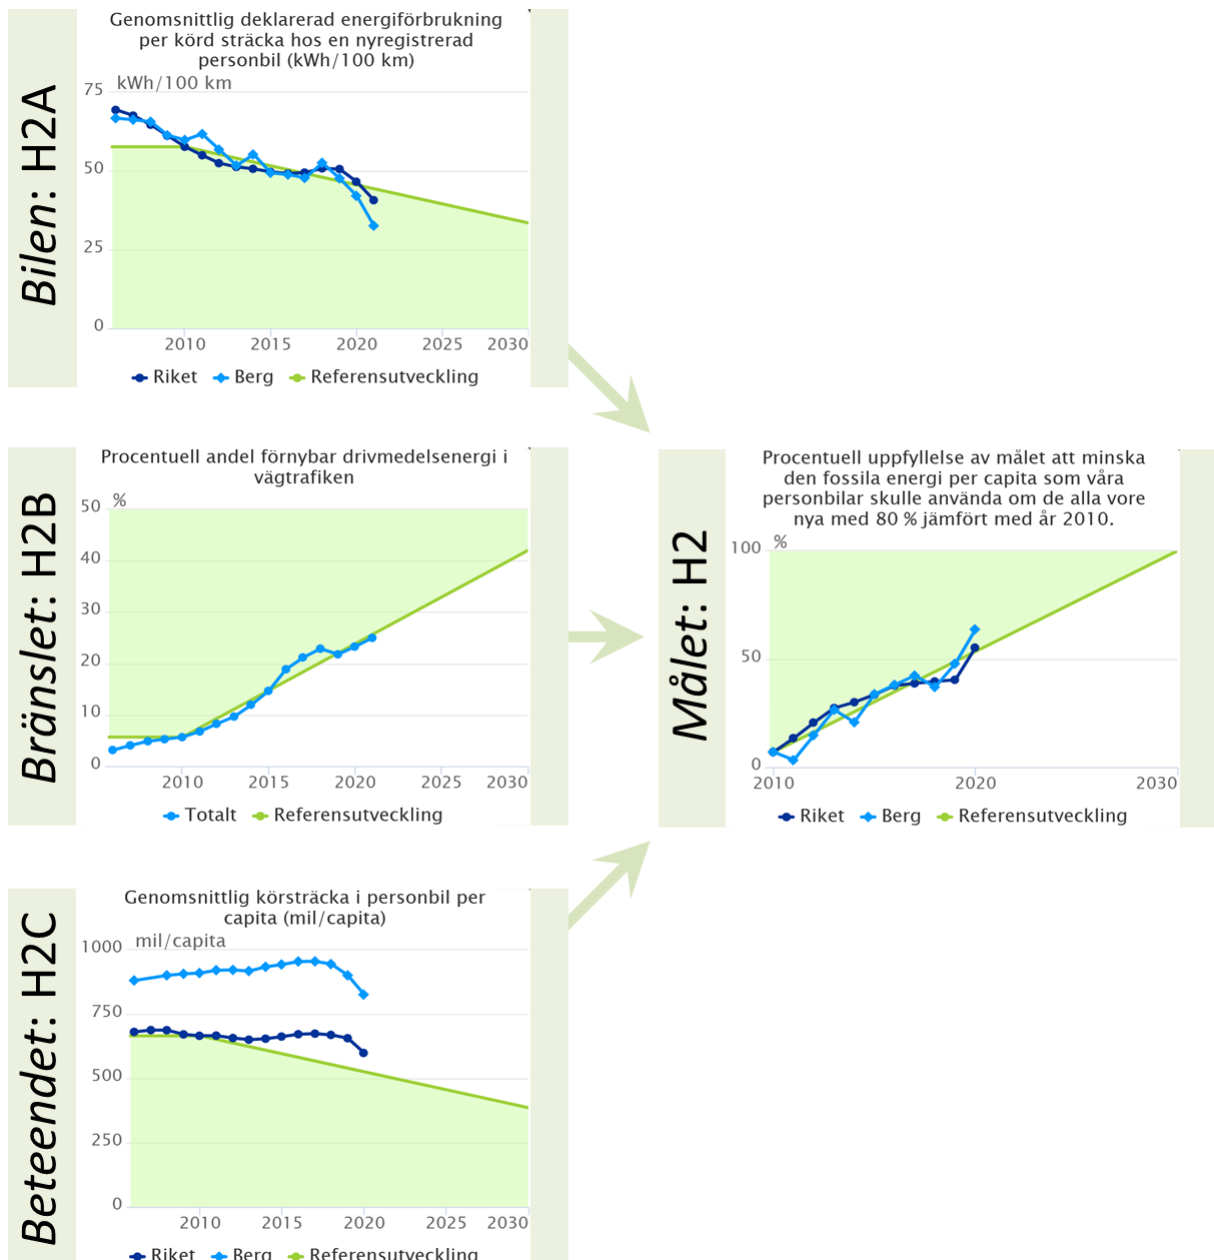 Bilen: H2A
Genomsnittlig deklarerad energiförbrukning
per körd sträcka hos en nyregistrerad
personbil (kWh/100 km)
kWh/100 km
75
50
25
0
2010 2015 2020 2025 2030
Riket Berg Referensutveckling
Bränslet: H2B
Procentuell andel förnybar drivmedelsenergi i
vägtrafiken
%
50
40
30
20
10
0
2010 2015 2020 2025 2030
Totalt Referensutveckling
Målet: H2
Procentuell uppfyllelse av målet att minska
den fossila energi per capita som våra
personbilar skulle använda om de alla vore
nya med 80 % jämfört med år 2010.
%
100
50
0
2010 2020 2030
Riket Berg Referensutveckling
Beteendet: H2C
Genomsnittlig körsträcka i personbil per
capita (mil/capita)
mil/capita
1000
750
500
250
0
2010 2015 2020 2025 2030
Riket Berg Referensutveckling